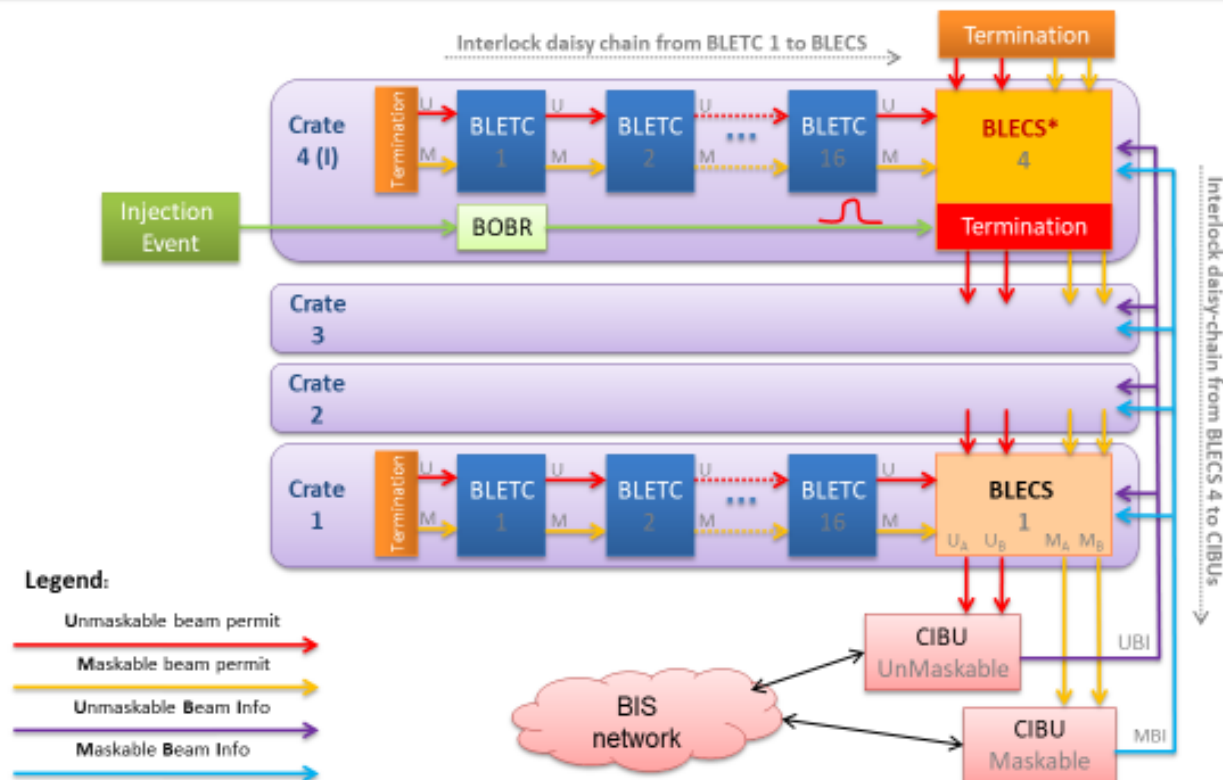 Interlock daisy chain from BLETC 1 to BLECS
Termination
Crate
4 (I)
Termination
U
M
BLETC
1
U
M
BLETC
2
U
...
M
BLETC
16
U
M
BLECS*
4
Termination
Injection
Event
BOBR
Crate
3
Crate
2
Crate
1
Termination
U
M
BLETC
1
U
M
BLETC
2
U
...
M
BLETC
16
U
M
BLECS
1
UA UB MA MB
Interlock daisy-chain from BLECS 4 to CIBUs
Legend:
Unmaskable beam permit
Maskable beam permit
Unmaskable Beam Info
Maskable Beam Info
CIBU
UnMaskable
UBI
BIS
network
CIBU
Maskable
MBI